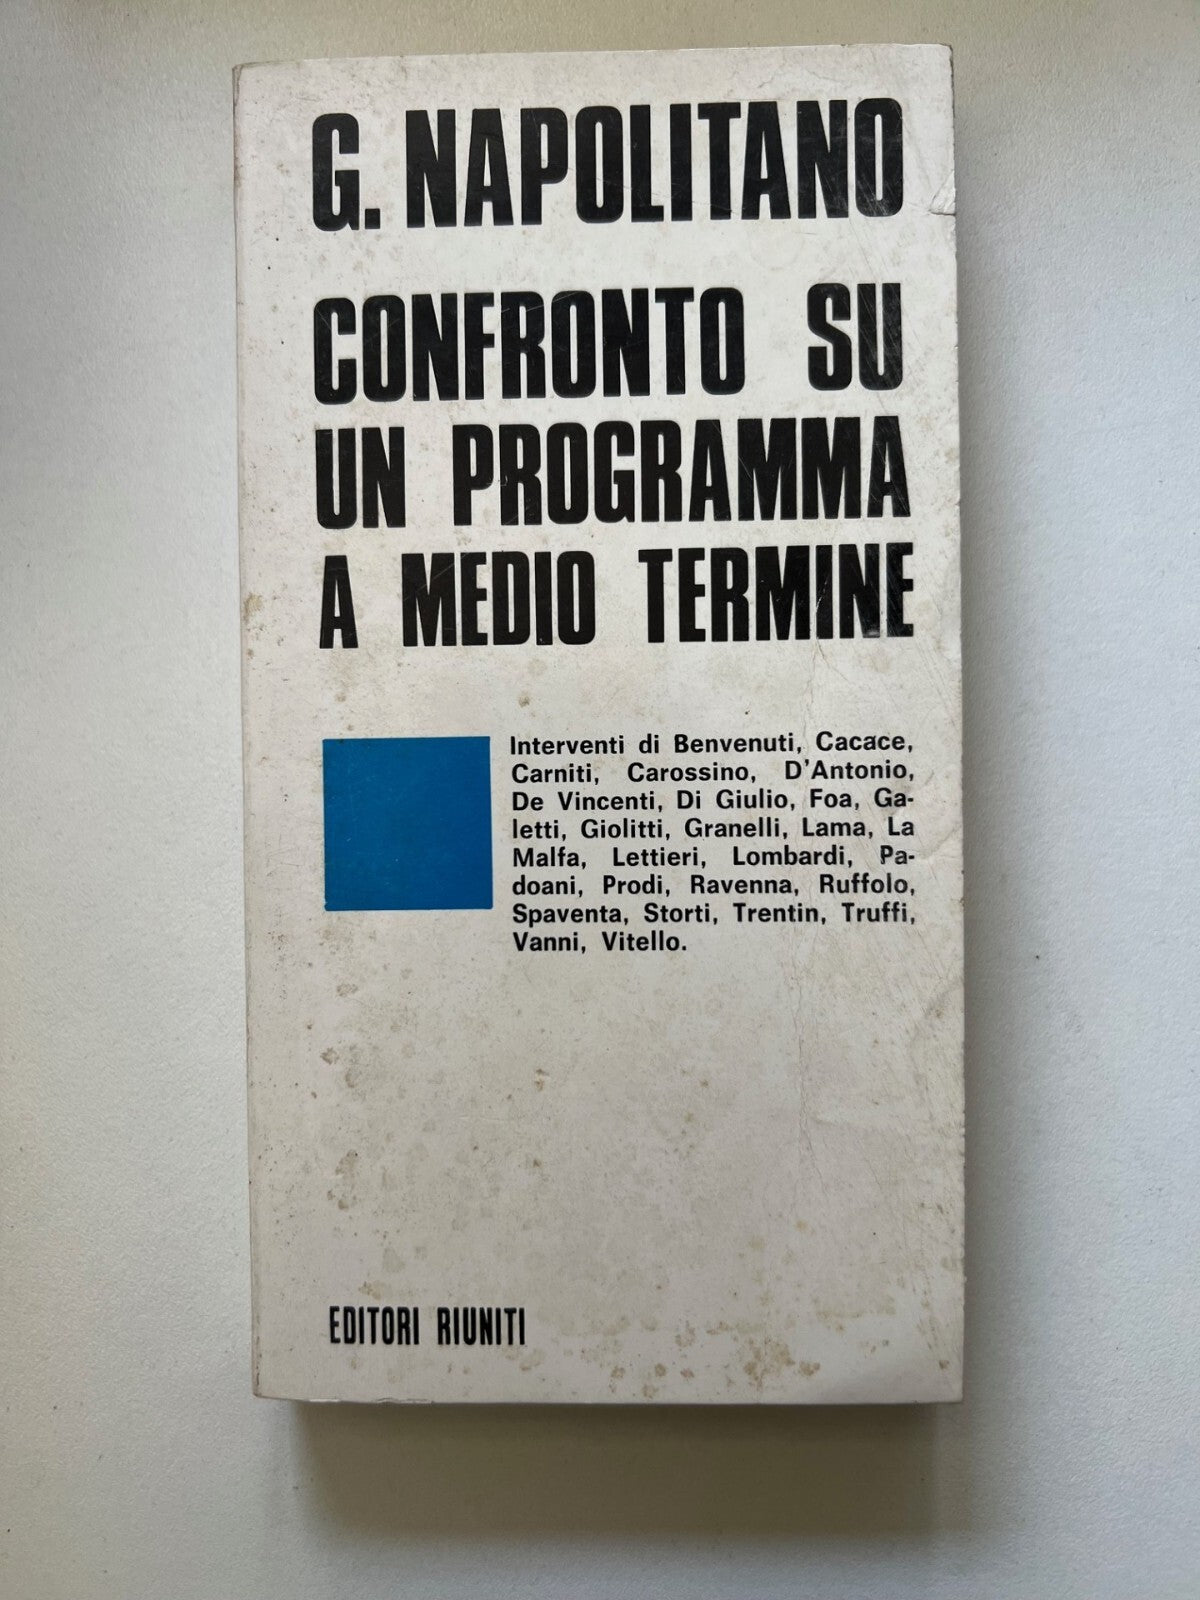 G. NAPOLITANO
CONFRONTO SU
UN PROGRAMMA
A MEDIO TERMINE
Interventi di Benvenuti, Cacace,
Carniti, Carossino, D'Antonio,
De Vincenti, Di Giulio, Foa, Ga-
letti, Giolitti, Granelli, Lama, La
Malfa, Lettieri, Lombardi, Pa-
doani, Prodi, Ravenna, Ruffolo,
Spaventa, Storti, Trentin, Truffi,
Vanni, Vitello.
EDITORI RIUNITI